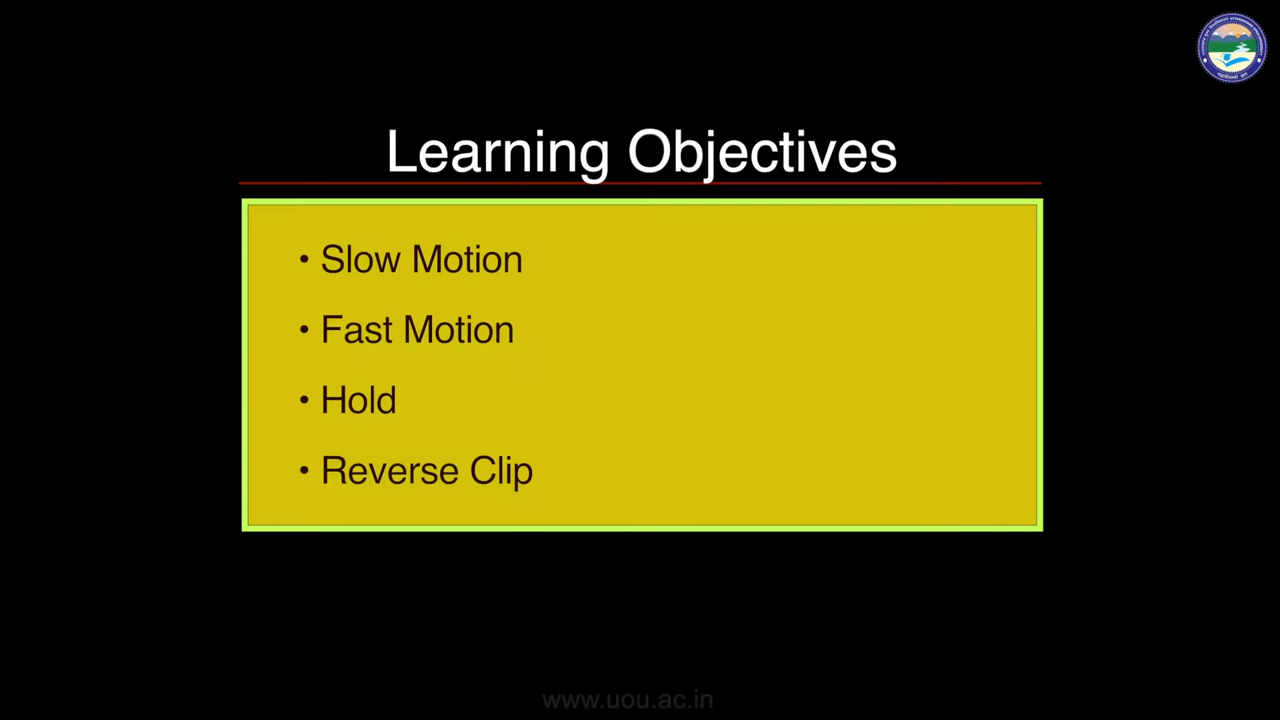 Learning Objectives
• Slow Motion
• Fast Motion
• Hold
• Reverse Clip
www.uou.ac.in